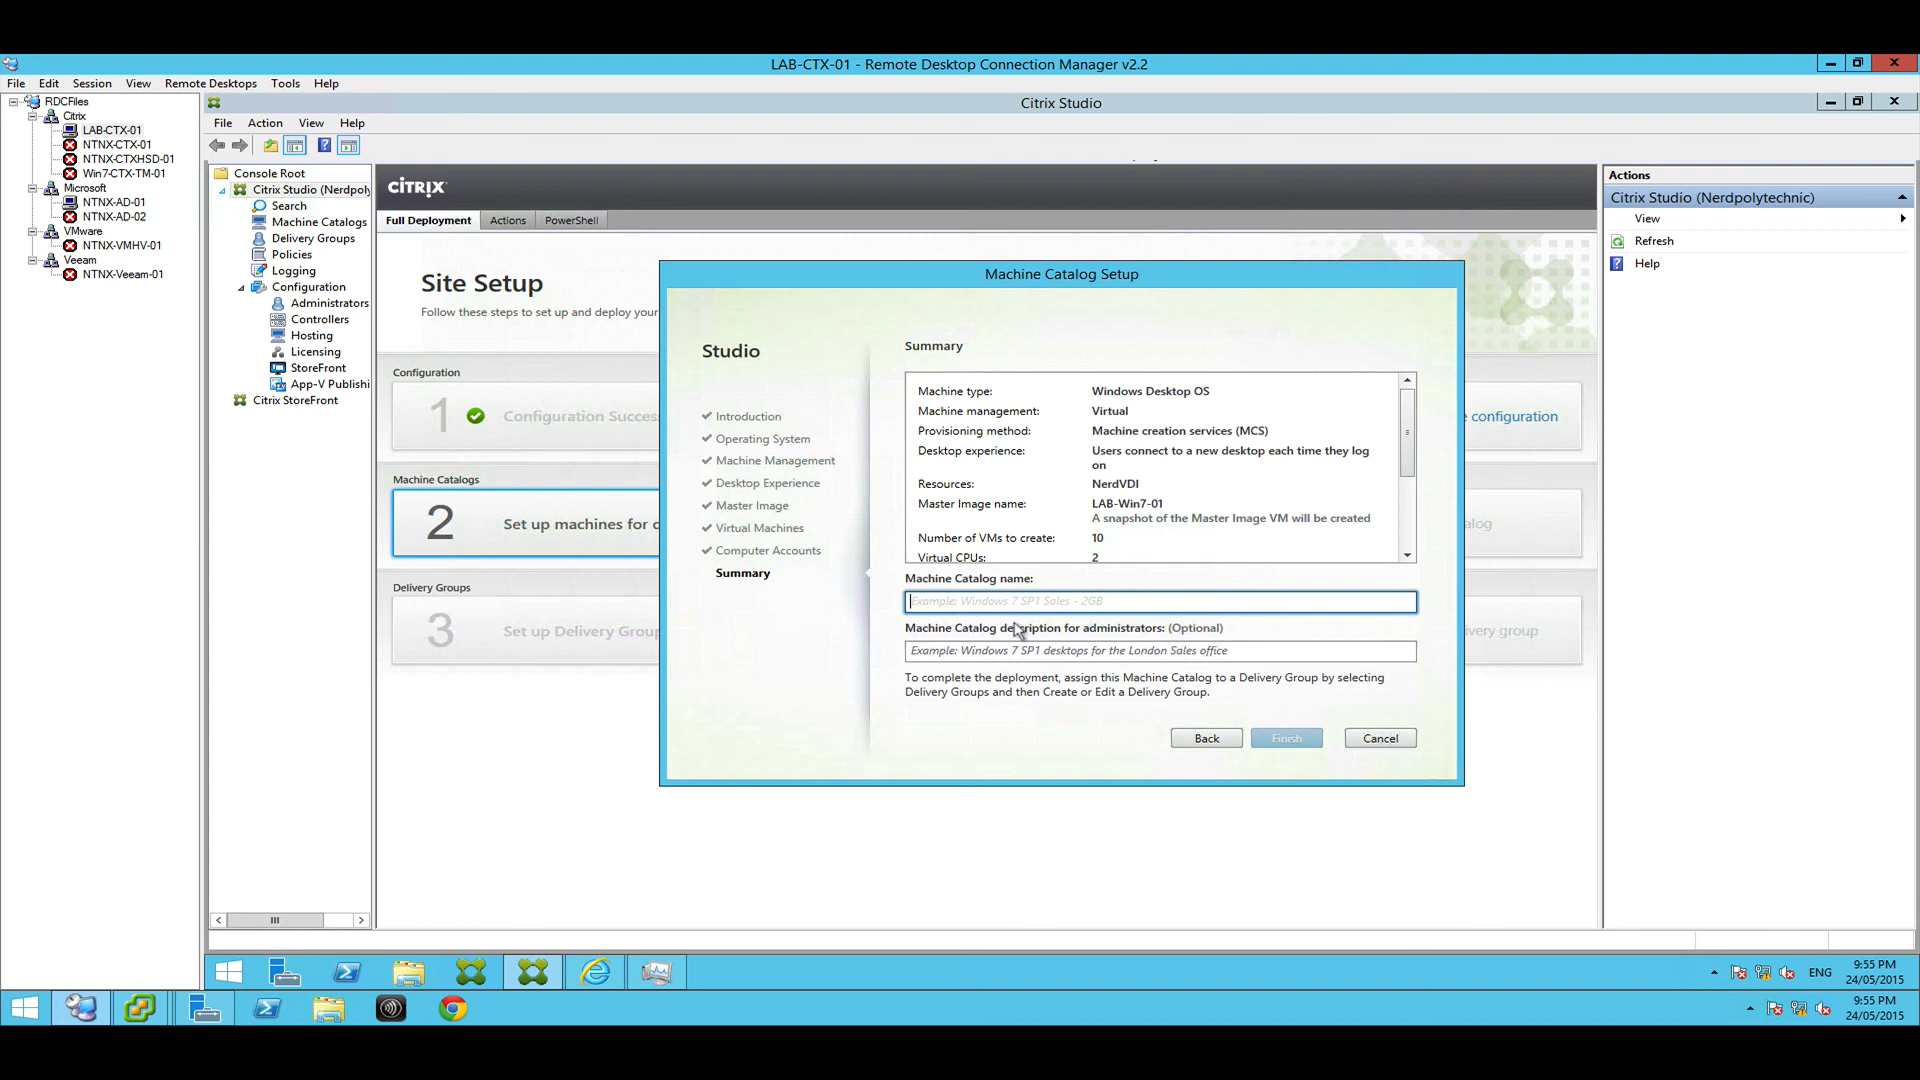 LAB-CTX-01 - Remote Desktop Connection Manager v2.2
File Edit Session View Remote Desktops Tools Help
RDCFiles
Citrix
LAB-CTX-01
NTNX-CTX-01
NTNX-CTXHSD-01
Win7-CTX-TM-01
Microsoft
NTNX-AD-01
NTNX-AD-02
VMware
NTNX-VMHV-01
Veeam
NTNX-Veeam-01
Citrix Studio
File Action View Help
Console Root
Citrix Studio (Nerdpoly
Search
Machine Catalogs
Delivery Groups
Policies
Logging
Configuration
Administrators
Controllers
Hosting
Licensing
StoreFront
App-V Publishi
Citrix StoreFront
CITRIX
Full Deployment Actions PowerShell
Site Setup
Follow these steps to set up and deploy your
Configuration
1 Configuration Succes
configuration
Machine Catalogs
2 Set up machines for d
alog
Delivery Groups
3 Set up Delivery Group
very group
Machine Catalog Setup
Studio
Introduction
Operating System
Machine Management
Desktop Experience
Master Image
Virtual Machines
Computer Accounts
Summary
Summary
Machine type: Windows Desktop OS
Machine management: Virtual
Provisioning method: Machine creation services (MCS)
Desktop experience: Users connect to a new desktop each time they log
on
Resources: NerdVDI
Master Image name: LAB-Win7-01
A snapshot of the Master Image VM will be created
Number of VMs to create: 10
Virtual CPUs: 2
Machine Catalog name:
Example: Windows 7 SP1 Sales - 2GB
Machine Catalog description for administrators: (Optional)
Example: Windows 7 SP1 desktops for the London Sales office
To complete the deployment, assign this Machine Catalog to a Delivery Group by selecting
Delivery Groups and then Create or Edit a Delivery Group.
Back Finish Cancel
Actions
Citrix Studio (Nerdpolytechnic)
View
Refresh
Help
ENG
9:55 PM
24/05/2015
9:55 PM
24/05/2015